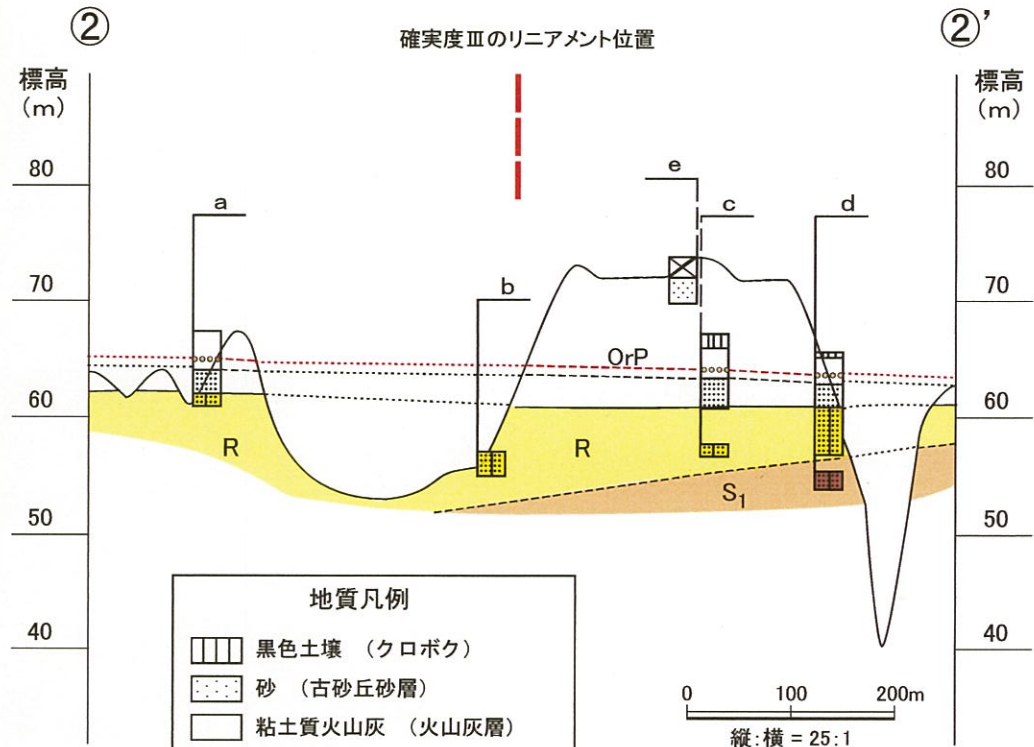 ② ②’
確実度Ⅲのリニアメント位置
標高
(m)
標高
(m)
80 80
e
a c d
70 70
b
OrP
60 60
R R
S₁
50 50
地質凡例
40 40
黒色土壌 （クロボク）
砂 （古砂丘砂層）
粘土質火山灰 （火山灰層）
0 100 200m
縦:横 = 25:1